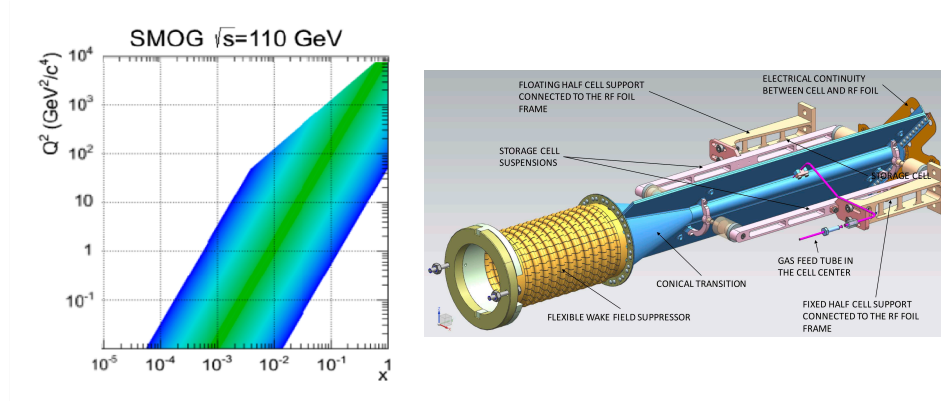 SMOG √s=110 GeV
Q² (GeV²/c⁴)
10⁴
10³
10²
10
1
10⁻¹
10⁻⁵
10⁻⁴
10⁻³
10⁻²
10⁻¹
1
x
FLOATING HALF CELL SUPPORT
CONNECTED TO THE RF FOIL
FRAME
ELECTRICAL CONTINUITY
BETWEEN CELL AND RF FOIL
STORAGE CELL
SUSPENSIONS
STORAGE CELL
GAS FEED TUBE IN
THE CELL CENTER
CONICAL TRANSITION
FIXED HALF CELL SUPPORT
CONNECTED TO THE RF FOIL
FRAME
FLEXIBLE WAKE FIELD SUPPRESSOR